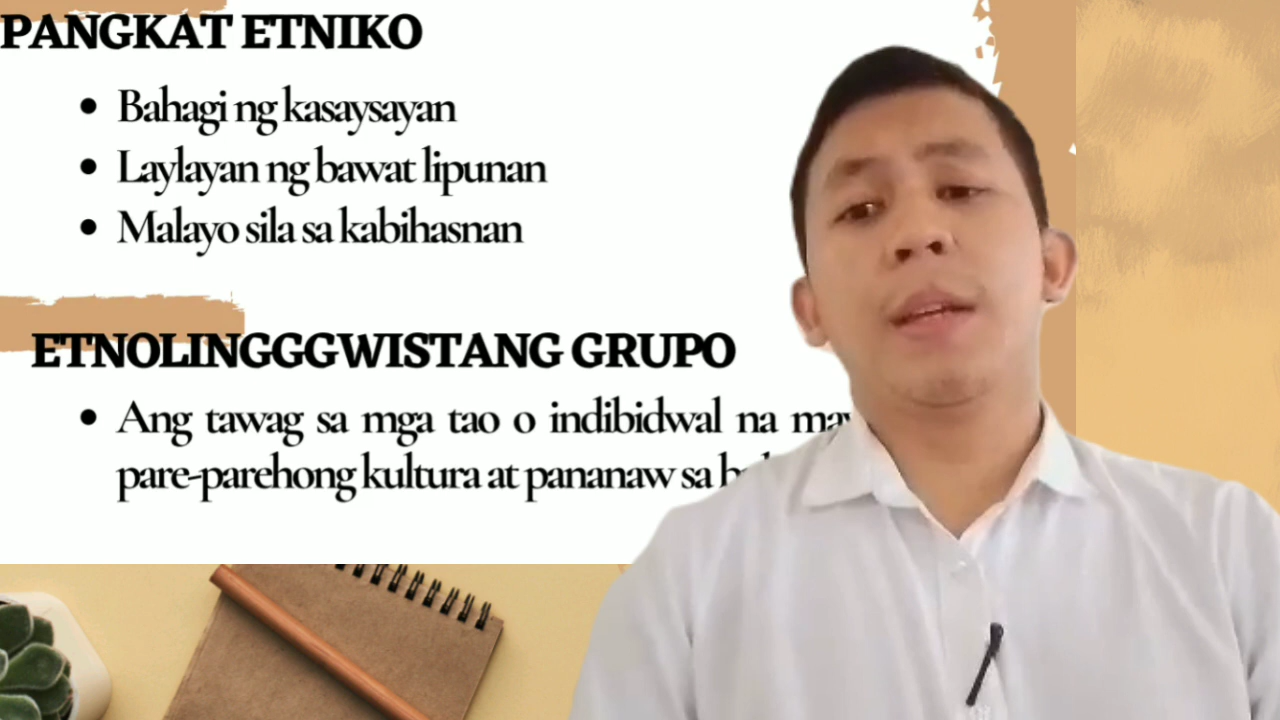 PANGKAT ETNIKO
Bahagi ng kasaysayan
Laylayan ng bawat lipunan
Malayo sila sa kabihasnan
ETNOLINGGGWISTANG GRUPO
Ang tawag sa mga tao o indibidwal na may
pare-parehong kultura at pananaw sa